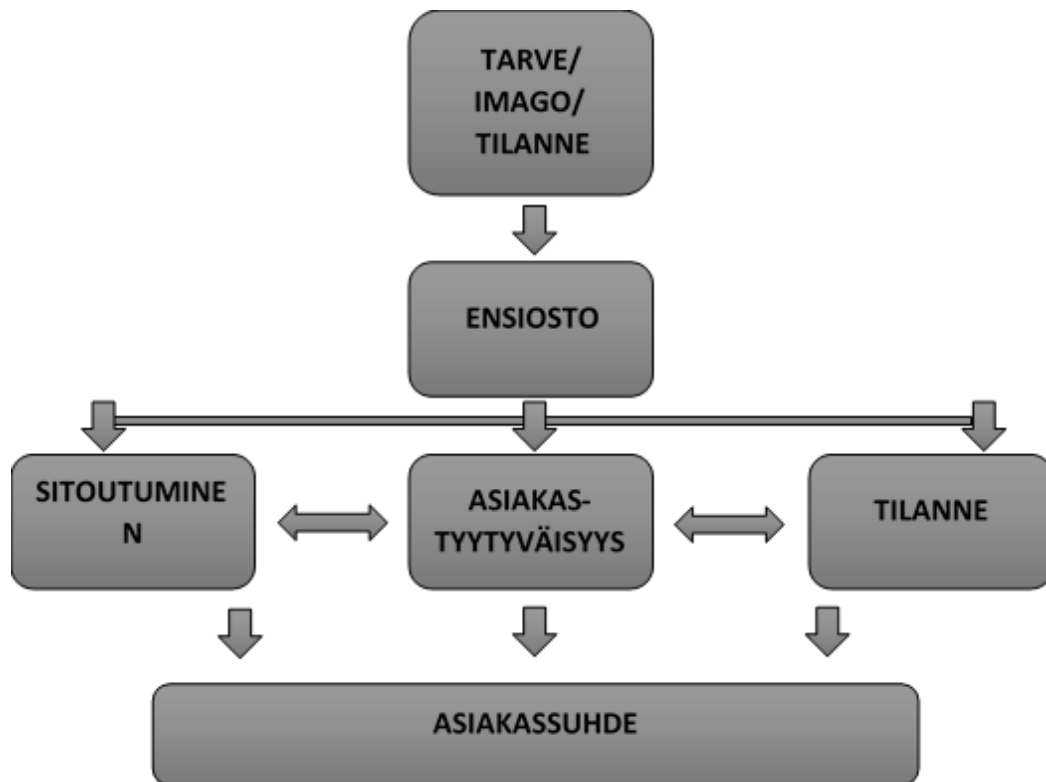 TARVE/
IMAGO/
TILANNE
ENSIOSTO
SITOUTUMINE
N
ASIAKAS-
TYYTYVÄISYYS
TILANNE
ASIAKASSUHDE